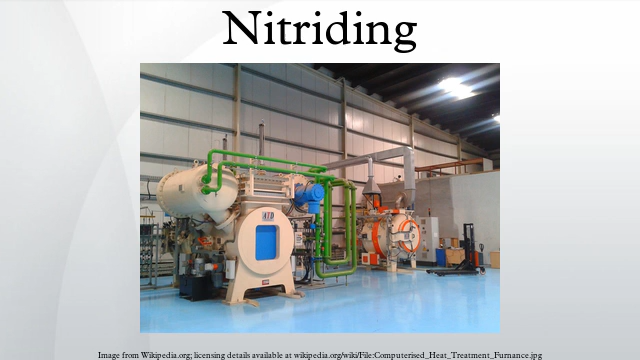 Nitriding
Image from Wikipedia.org; licensing details available at wikipedia.org/wiki/File:Computerised_Heat_Treatment_Furnance.jpg